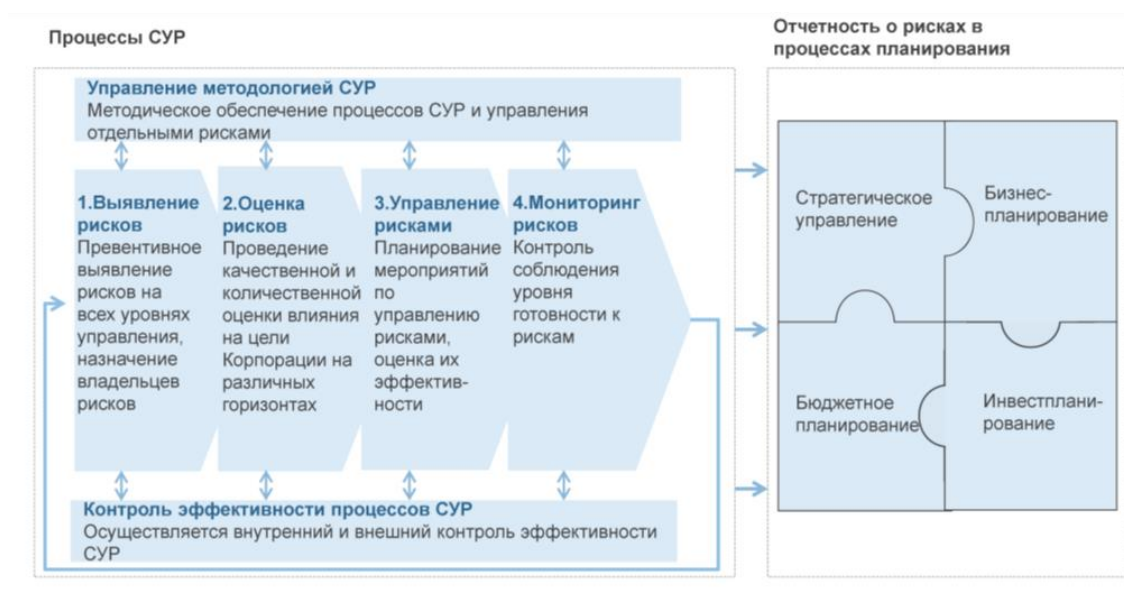 Процессы СУР
Отчетность о рисках в
процессах планирования
Управление методологией СУР
Методическое обеспечение процессов СУР и управления
отдельными рисками
1.Выявление
рисков
Превентивное
выявление
рисков на
всех уровнях
управления,
назначение
владельцев
рисков
2.Оценка
рисков
Проведение
качественной и
количественной
оценки влияния
на цели
Корпорации на
различных
горизонтах
3.Управление
рисками
Планирование
мероприятий
по
управлению
рисками,
оценка их
эффектив-
ности
4.Мониторинг
рисков
Контроль
соблюдения
уровня
готовности к
рискам
Контроль эффективности процессов СУР
Осуществляется внутренний и внешний контроль эффективности
СУР
Стратегическое
управление
Бизнес-
планирование
Бюджетное
планирование
Инвестплани-
рование